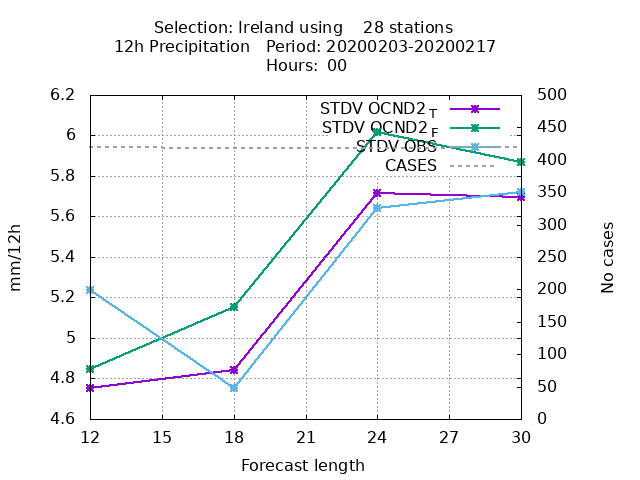 Selection: Ireland using    28 stations
12h Precipitation   Period: 20200203-20200217
Hours:  00
6.2
6
5.8
5.6
5.4
5.2
5
4.8
4.6
mm/12h
STDV OCND2 T
STDV OCND2 F
STDV OBS
CASES
500
450
400
350
300
250
200
150
100
50
0
No cases
12 15 18 21 24 27 30
Forecast length